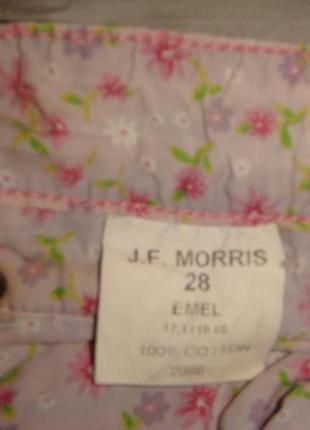 J.F. MORRIS
28
EMEL
100% COTTON